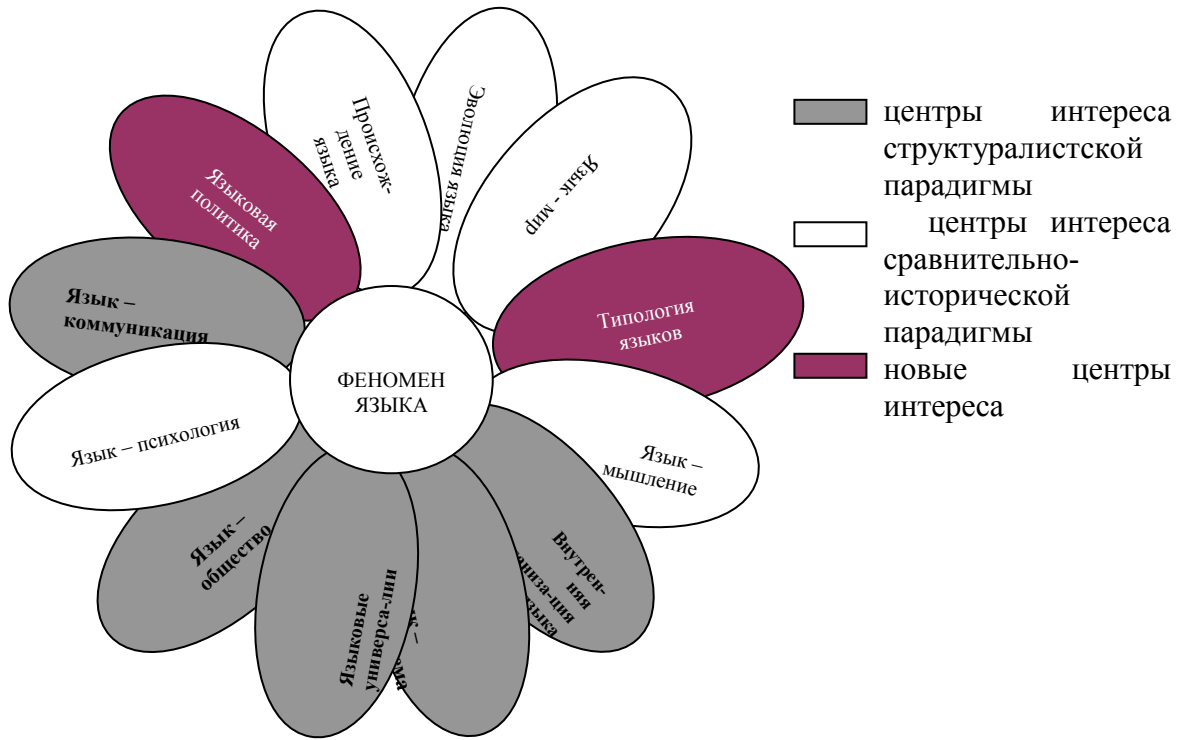 Происхож-
дение
языка
Эволюция языка
Язык - мир
Языковая
политика
Типология
языков
Язык –
коммуникация
ФЕНОМЕН
ЯЗЫКА
Язык – психология
Язык –
мышление
Язык –
общество
Языковые
универса-лии
Внутрен-
няя
центры интереса
структуралистской
парадигмы
центры интереса
сравнительно-
исторической
парадигмы
новые центры
интереса